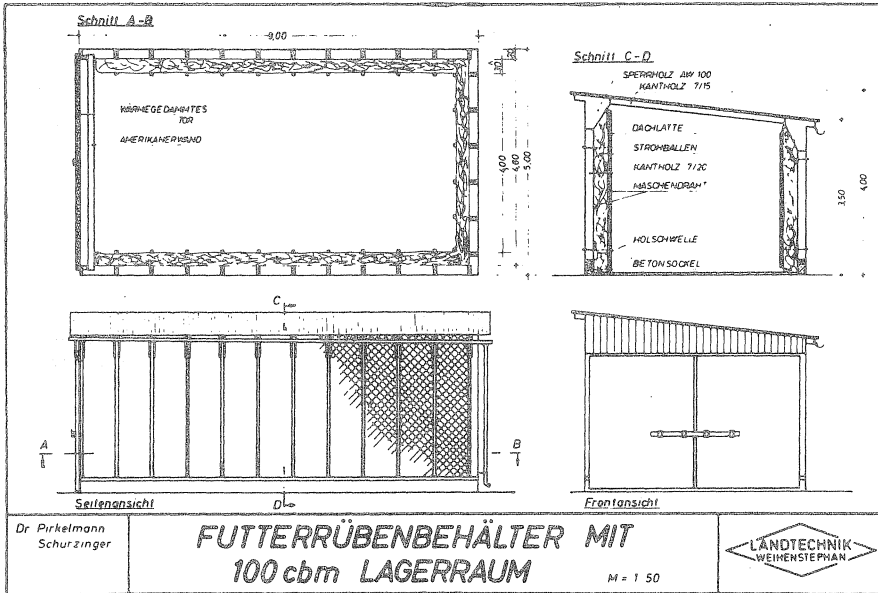 Schnitt A-B
9,00
WÄRMEGEDÄMMTES
TOR
AMERIKANERWAND
20
4,00
4,60
5,00
Schnitt C-D
SPERRHOLZ AW 100
KANTHOLZ 7/15
DACHLATTE
STROHBALLEN
KANTHOLZ 7/20
MASCHENDRAHT
HOLSCHWELLE
BETONSOCKEL
3,50
4,00
C
A
B
Seitenansicht
D
Frontansicht
Dr Pirkelmann
Schurzinger
FUTTERRÜBENBEHÄLTER MIT
100 cbm LAGERRAUM
M = 1 50
LANDTECHNIK
WEIHENSTEPHAN